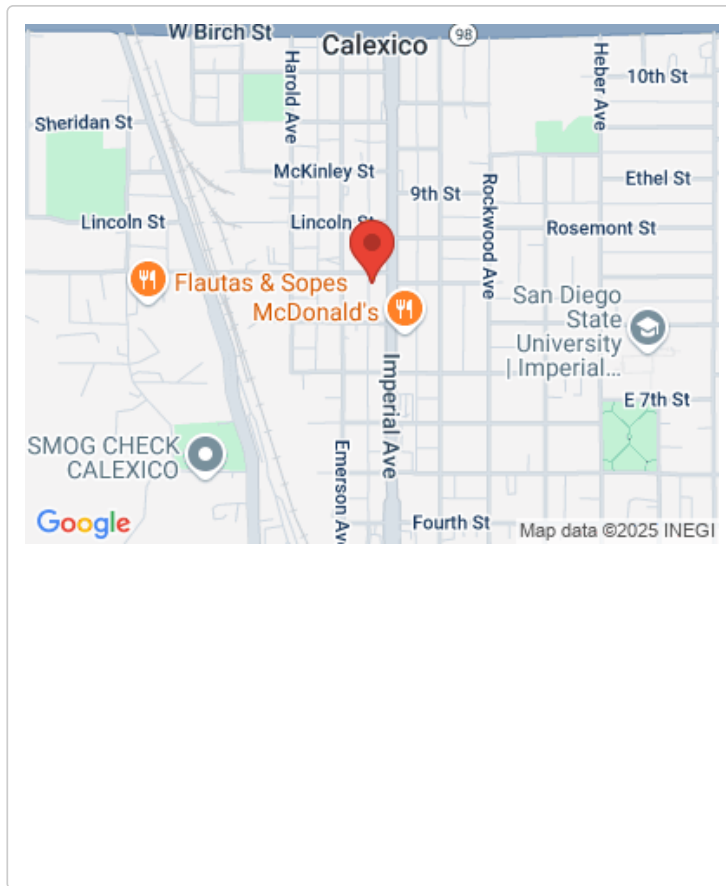 W Birch St
Calexico
98
10th St
Sheridan St
Harold Ave
Heber Ave
McKinley St
Ethel St
9th St
Rockwood Ave
Lincoln St
Lincoln St
Rosemont St
Flautas & Sopes
McDonald's
San Diego
State
University
| Imperial...
Imperial Ave
E 7th St
SMOG CHECK
CALEXICO
Emerson Ave
Fourth St
Google
Map data ©2025 INEGI